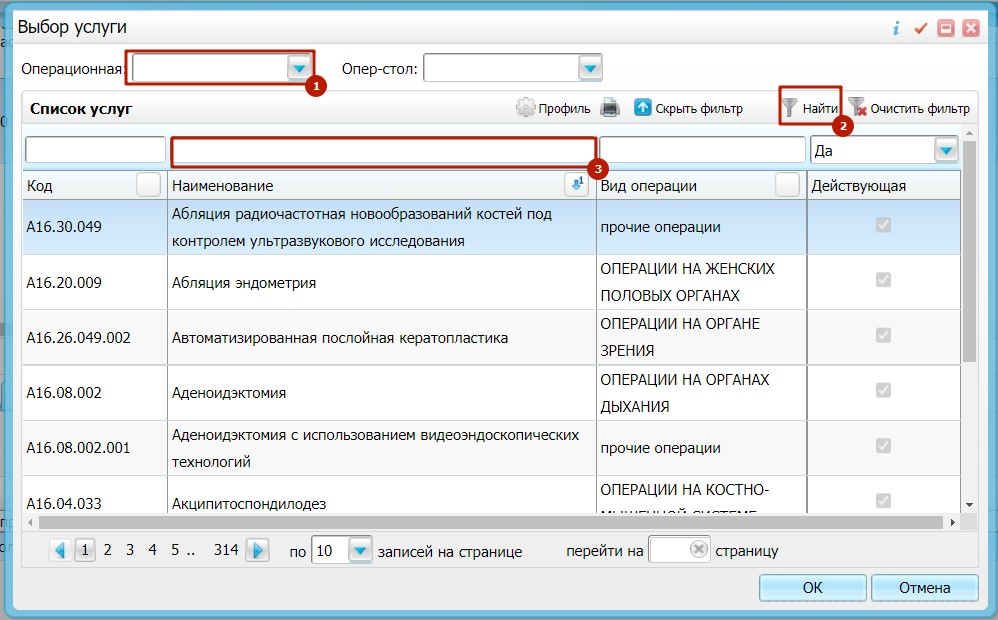 Выбор услуги
Операционная:
1
Опер-стол:
Список услуг
Профиль
Скрыть фильтр
Найти
2
Очистить фильтр
3
Да
Код
Наименование
1
Вид операции
Действующая
A16.30.049
Абляция радиочастотная новообразований костей под
контролем ультразвукового исследования
прочие операции
A16.20.009
Абляция эндометрия
ОПЕРАЦИИ НА ЖЕНСКИХ
ПОЛОВЫХ ОРГАНАХ
A16.26.049.002
Автоматизированная послойная кератопластика
ОПЕРАЦИИ НА ОРГАНЕ
ЗРЕНИЯ
A16.08.002
Аденоидэктомия
ОПЕРАЦИИ НА ОРГАНАХ
ДЫХАНИЯ
A16.08.002.001
Аденоидэктомия с использованием видеоэндоскопических
технологий
прочие операции
A16.04.033
Акципитоспондилодез
ОПЕРАЦИИ НА КОСТНО-
МЫШЕЧНОЙ СИСТЕМЕ
1 2 3 4 5 .. 314
по 10 записей на странице
перейти на страницу
ОК
Отмена